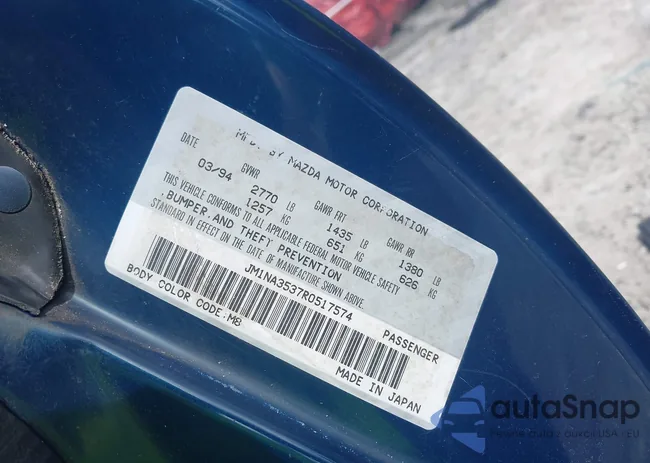 MFD. BY MAZDA MOTOR CORPORATION
DATE GVWR GAWR FRT GAWR RR
03/94 2770 LB 1435 LB 1380 LB
1257 KG 651 KG 626 KG
THIS VEHICLE CONFORMS TO ALL APPLICABLE FEDERAL MOTOR VEHICLE SAFETY
,BUMPER,AND THEFT PREVENTION
STANDARD IN EFFECT ON THE DATE OF MANUFACTURE SHOWN ABOVE.
JM1NA3537R0517574 PASSENGER
BODY COLOR CODE:M8 MADE IN JAPAN
autaSnap